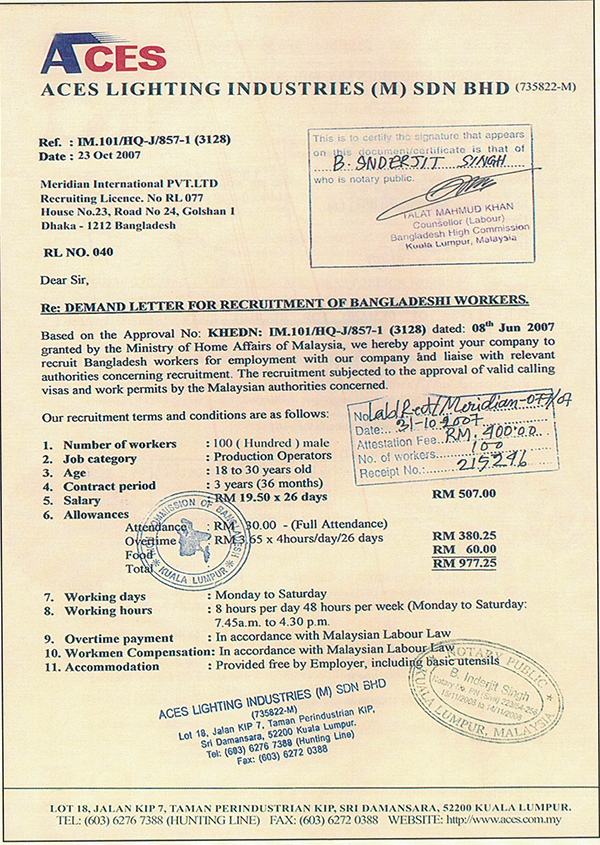 ACES
ACES LIGHTING INDUSTRIES (M) SDN BHD (735822-M)
Ref. : IM.101/HQ-J/857-1 (3128)
Date : 23 Oct 2007
This is to certify the signature that appears
on this document/certificate is that of
B. INDERJIT SINGH
who is notary public.
TALAT MAHMUD KHAN
Counsellor (Labour)
Bangladesh High Commission
Kuala Lumpur, Malaysia
Meridian International PVT.LTD
Recruiting Licence. No RL 077
House No.23, Road No 24, Golshan 1
Dhaka - 1212 Bangladesh
RL NO. 040
Dear Sir,
Re: DEMAND LETTER FOR RECRUITMENT OF BANGLADESHI WORKERS.
Based on the Approval No: KHEDN: IM.101/HQ-J/857-1 (3128) dated: 08th Jun 2007
granted by the Ministry of Home Affairs of Malaysia, we hereby appoint your company to
recruit Bangladesh workers for employment with our company and liaise with relevant
authorities concerning recruitment. The recruitment subjected to the approval of valid calling
visas and work permits by the Malaysian authorities concerned.
Our recruitment terms and conditions are as follows:
No
Date: 31-10-2007
Attestation Fee. RM. 900.00
No. of workers. 100
Receipt No.: 215296
1. Number of workers : 100 ( Hundred ) male
2. Job category : Production Operators
3. Age : 18 to 30 years old
4. Contract period : 3 years (36 months)
5. Salary : RM 19.50 x 26 days RM 507.00
6. Allowances
Attendance : RM 30.00 - (Full Attendance)
Overtime : RM 3.65 x 4hours/day/26 days RM 380.25
Food RM 60.00
Total RM 977.25
HIGH COMMISSION OF BANGLADESH
KUALA LUMPUR
7. Working days : Monday to Saturday
8. Working hours : 8 hours per day 48 hours per week (Monday to Saturday:
7.45a.m. to 4.30 p.m.
9. Overtime payment : In accordance with Malaysian Labour Law
10. Workmen Compensation: In accordance with Malaysian Labour Law
11. Accommodation : Provided free by Employer, including basic utensils
NOTARY PUBLIC
B. Inderjit Singh
KUALA LUMPUR, MALAYSIA
ACES LIGHTING INDUSTRIES (M) SDN BHD
(735822-M)
Lot 18, Jalan KIP 7, Taman Perindustrian KIP,
Sri Damansara, 52200 Kuala Lumpur.
Tel: (603) 6276 7388 (Hunting Line)
Fax: (603) 6272 0388
LOT 18, JALAN KIP 7, TAMAN PERINDUSTRIAN KIP, SRI DAMANSARA, 52200 KUALA LUMPUR.
TEL: (603) 6276 7388 (HUNTING LINE) FAX: (603) 6272 0388 WEBSITE: http://www.aces.com.my